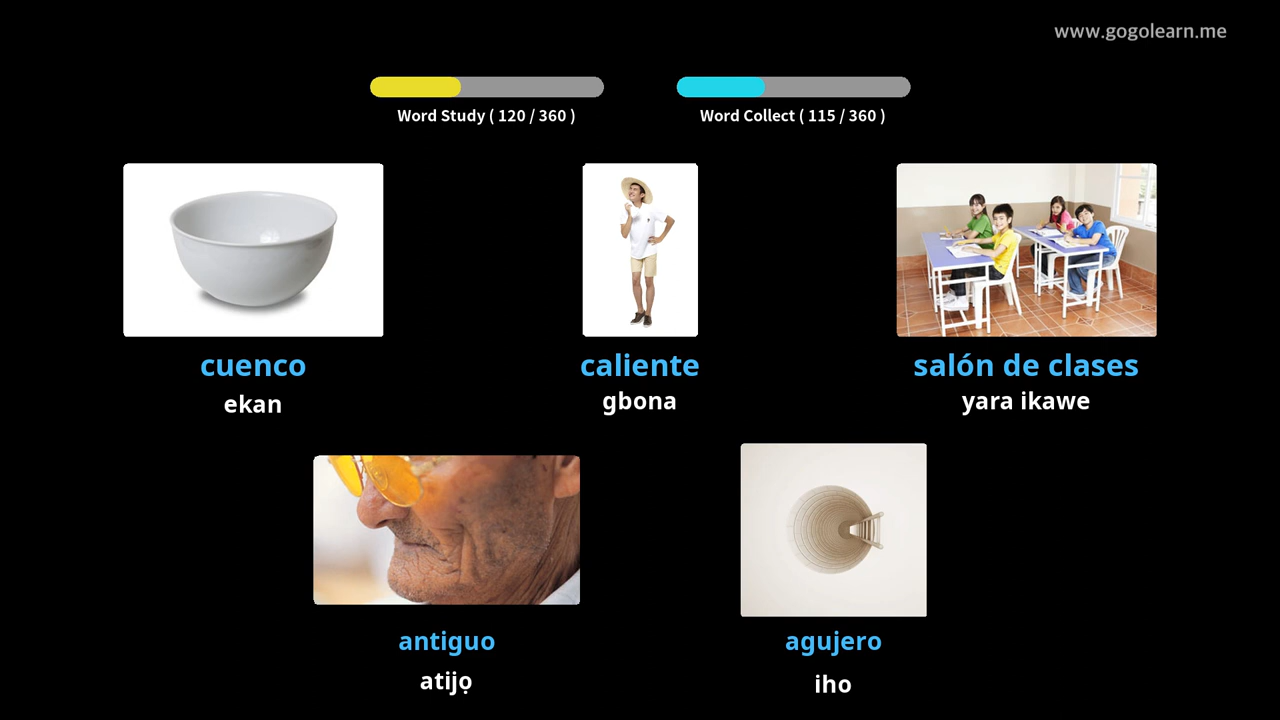 www.gogolearn.me
Word Study ( 120 / 360 )
Word Collect ( 115 / 360 )
cuenco
caliente
salón de clases
ekan
gbona
yara ikawe
antiguo
agujero
atijọ
iho